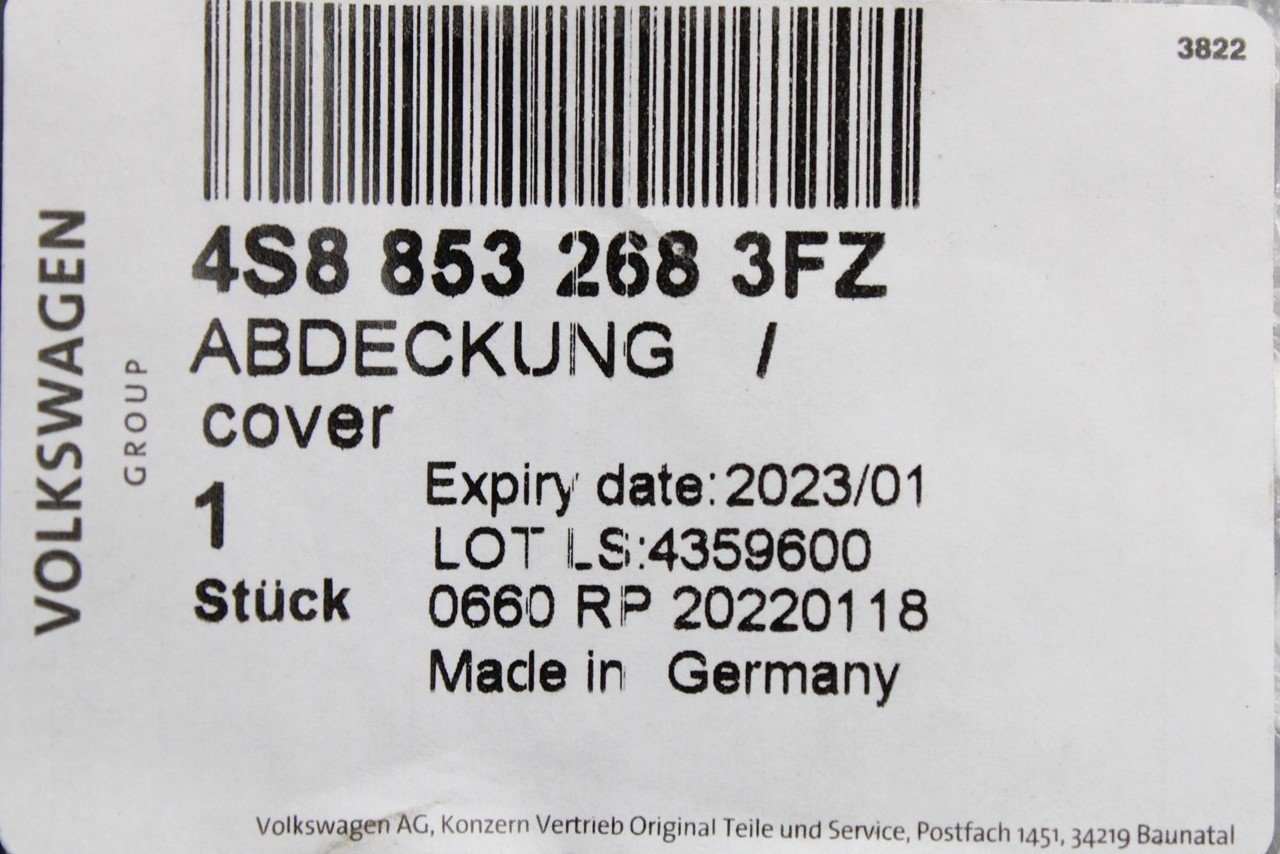 3822
VOLKSWAGEN
GROUP
4S8 853 268 3FZ
ABDECKUNG /
cover
1
Stück
Expiry date:2023/01
LOT LS:4359600
0660 RP 20220118
Made in Germany
Volkswagen AG, Konzern Vertrieb Original Teile und Service, Postfach 1451, 34219 Baunatal